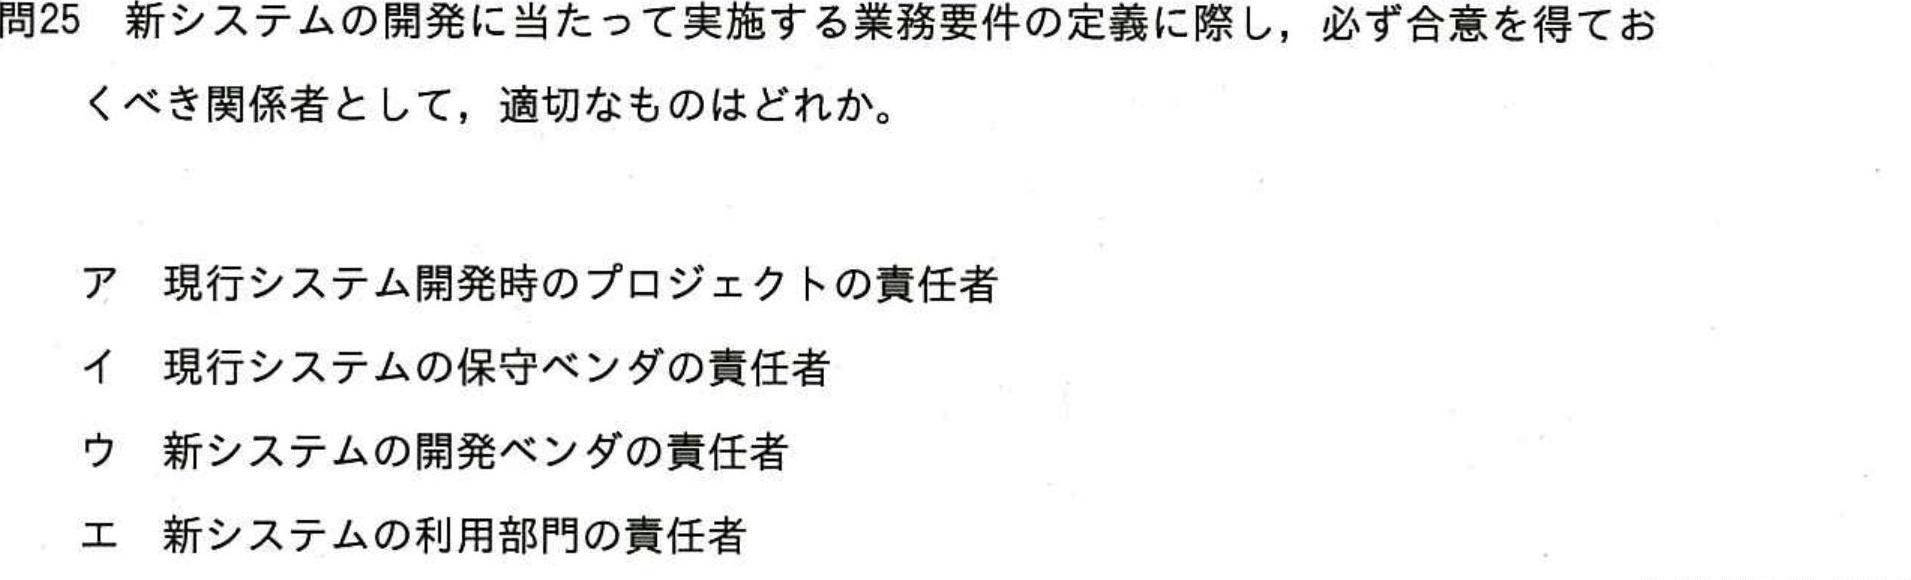 問25　新システムの開発に当たって実施する業務要件の定義に際し，必ず合意を得てお
くべき関係者として，適切なものはどれか。
ア　現行システム開発時のプロジェクトの責任者
イ　現行システムの保守ベンダの責任者
ウ　新システムの開発ベンダの責任者
エ　新システムの利用部門の責任者